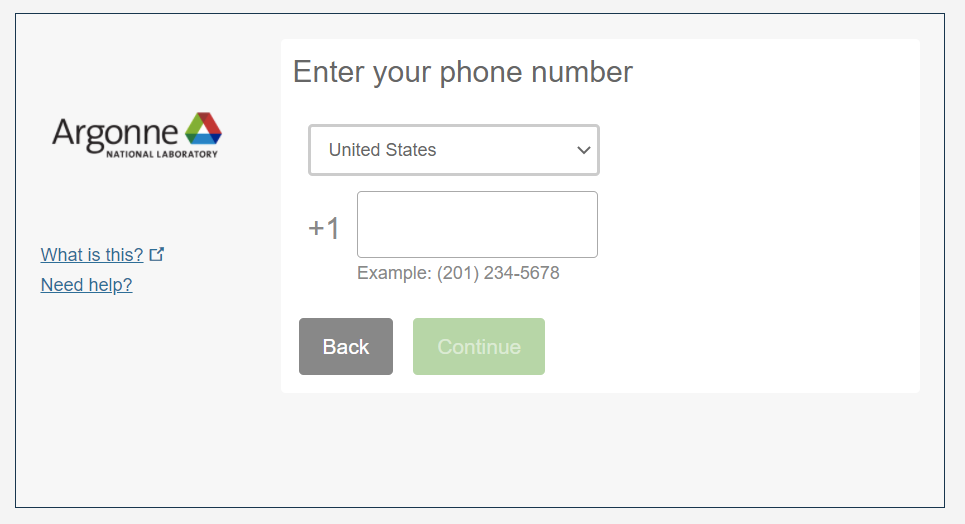 Argonne
NATIONAL LABORATORY
What is this?
Need help?
Enter your phone number
United States
+1
Example: (201) 234-5678
Back
Continue